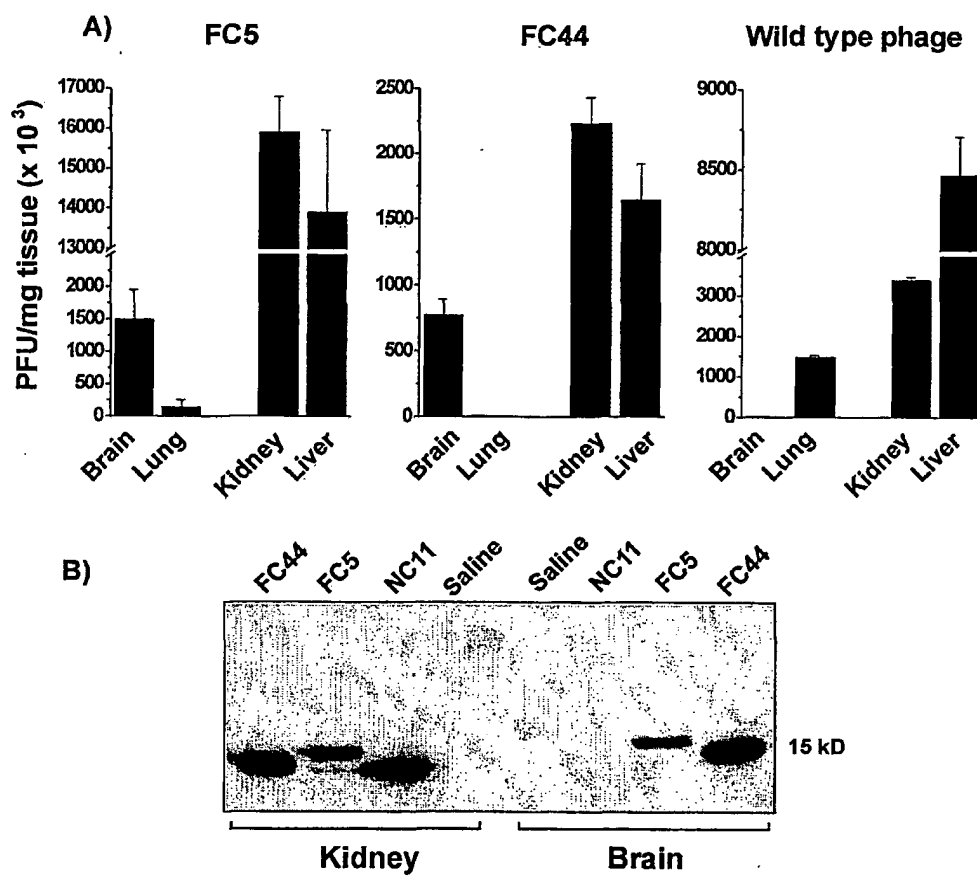 A)
FC5
FC44
Wild type phage
PFU/mg tissue (x 10³)
17000
16000
15000
14000
13000
2000
1500
1000
500
0
Brain
Lung
Kidney
Liver
2500
2000
1500
1000
500
0
Brain
Lung
Kidney
Liver
9000
8500
8000
3000
2000
1000
0
Brain
Lung
Kidney
Liver
B)
FC44
FC5
NC11
Saline
Saline
NC11
FC5
FC44
15 kD
Kidney
Brain